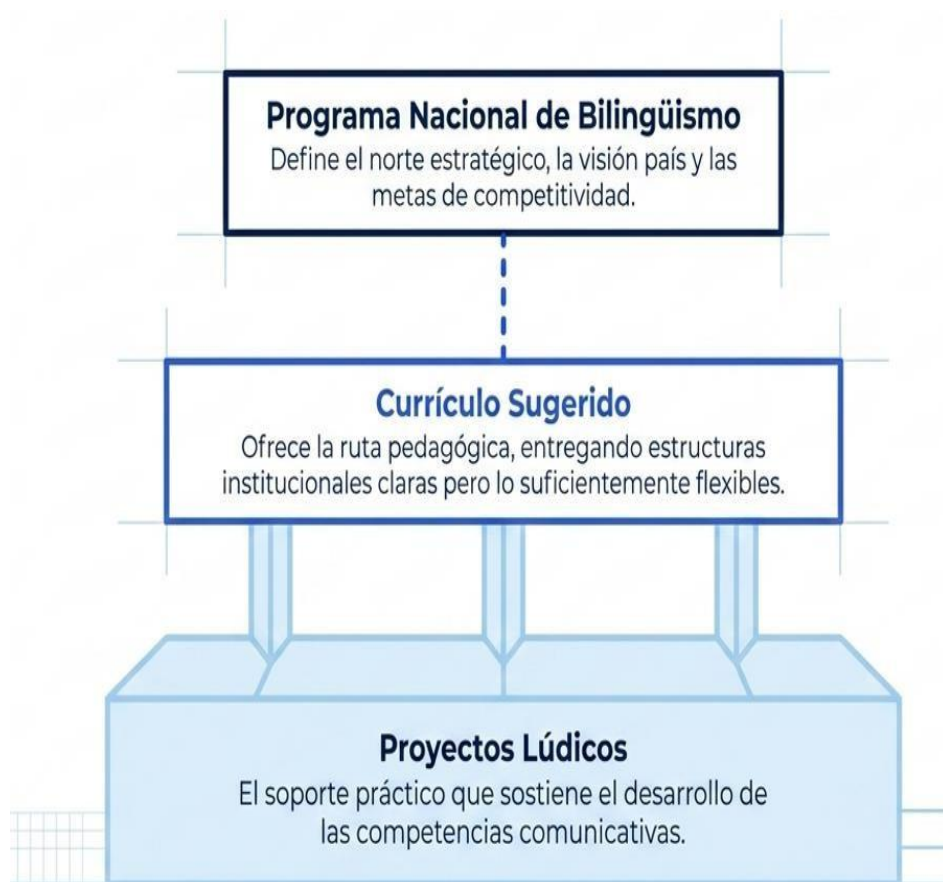 Programa Nacional de Bilingüismo
Define el norte estratégico, la visión país y las
metas de competitividad.
Currículo Sugerido
Ofrece la ruta pedagógica, entregando estructuras
institucionales claras pero lo suficientemente flexibles.
Proyectos Lúdicos
El soporte práctico que sostiene el desarrollo de
las competencias comunicativas.